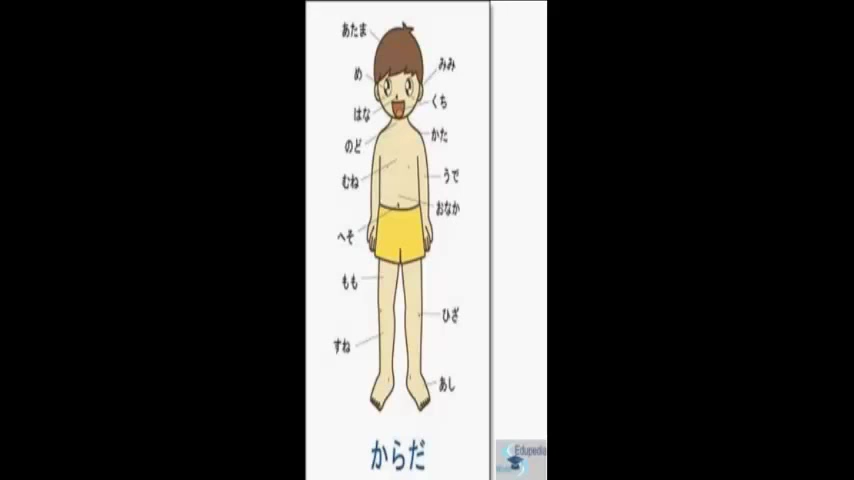 あたま
みみ
め
くち
はな
かた
のど
うで
むね
おなか
へそ
もも
ひざ
すね
あし
からだ
Edupedia